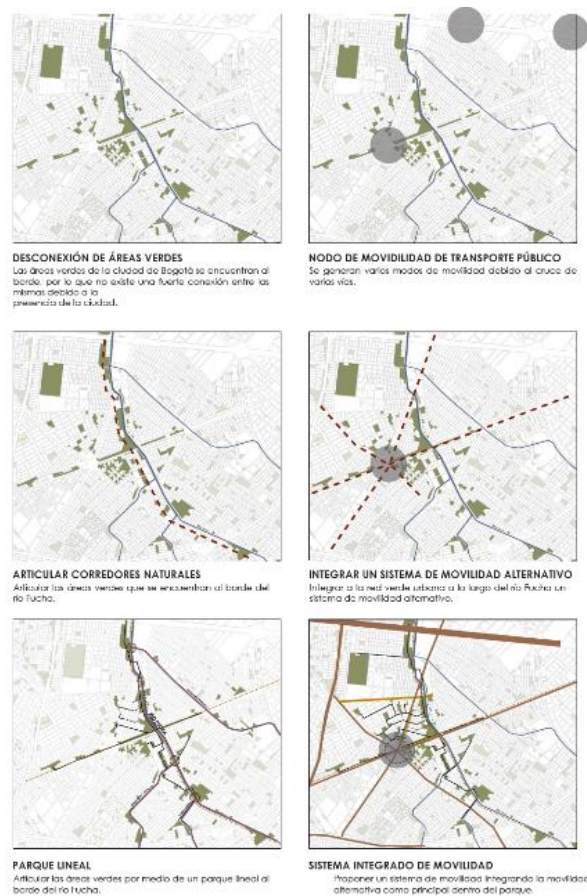 DESCONEXIÓN DE ÁREAS VERDES
Las áreas verdes de la ciudad de Bogotá se encuentran al
borde, por lo que no existe una fuerte conexión entre las
mismas debido a la
presencia de la ciudad.
NODO DE MOVIDILIDAD DE TRANSPORTE PÚBLICO
Se generan varios modos de movilidad debido al cruce de
varias vías.
ARTICULAR CORREDORES NATURALES
Articular las áreas verdes que se encuentran al borde del
río Fucha.
INTEGRAR UN SISTEMA DE MOVILIDAD ALTERNATIVO
Integrar a la red verde urbana a lo largo del río Fucha un
sistema de movilidad alternativo.
PARQUE LINEAL
Articular las áreas verdes por medio de un parque lineal al
borde del río Fucha.
SISTEMA INTEGRADO DE MOVILIDAD
Proponer un sistema de movilidad integrando la movilidad
alternativa como principal dentro del parque.